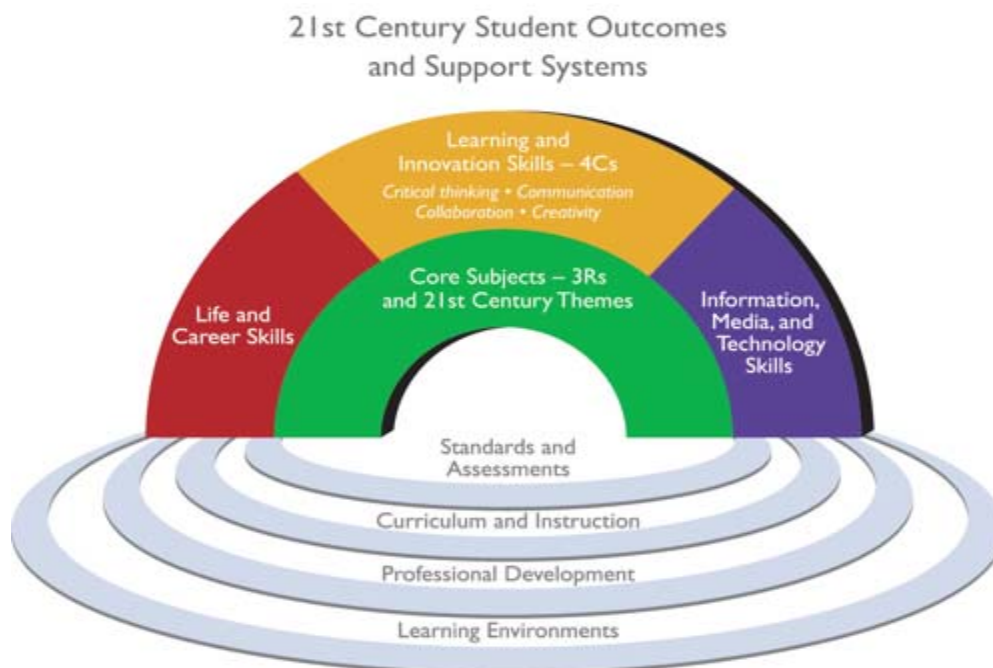 21st Century Student Outcomes
and Support Systems
Learning and
Innovation Skills – 4Cs
Critical thinking • Communication
Collaboration • Creativity
Core Subjects – 3Rs
and 21st Century Themes
Life and
Career Skills
Information,
Media, and
Technology
Skills
Standards and
Assessments
Curriculum and Instruction
Professional Development
Learning Environments